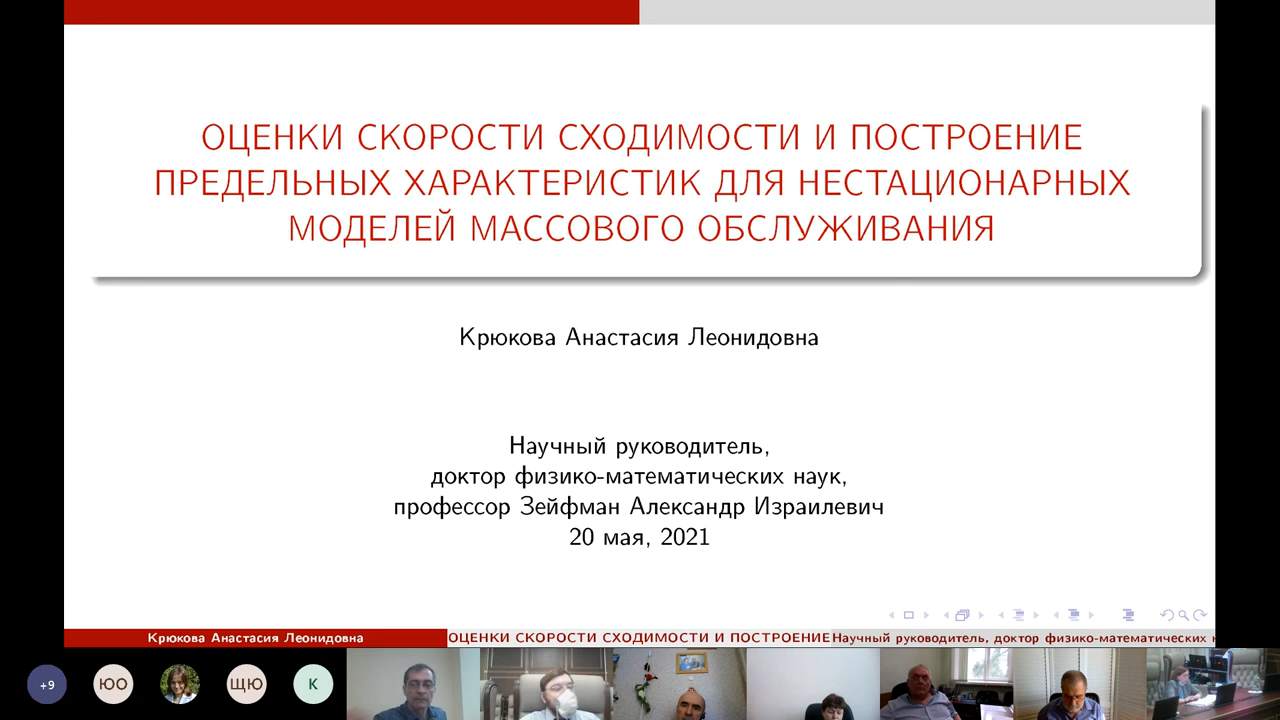 ОЦЕНКИ СКОРОСТИ СХОДИМОСТИ И ПОСТРОЕНИЕ
ПРЕДЕЛЬНЫХ ХАРАКТЕРИСТИК ДЛЯ НЕСТАЦИОНАРНЫХ
МОДЕЛЕЙ МАССОВОГО ОБСЛУЖИВАНИЯ
Крюкова Анастасия Леонидовна
Научный руководитель,
доктор физико-математических наук,
профессор Зейфман Александр Израилевич
20 мая, 2021
Крюкова Анастасия Леонидовна
ОЦЕНКИ СКОРОСТИ СХОДИМОСТИ И ПОСТРОЕНИЕ
Научный руководитель, доктор физико-математических
+9
ЮО
ЩЮ
К